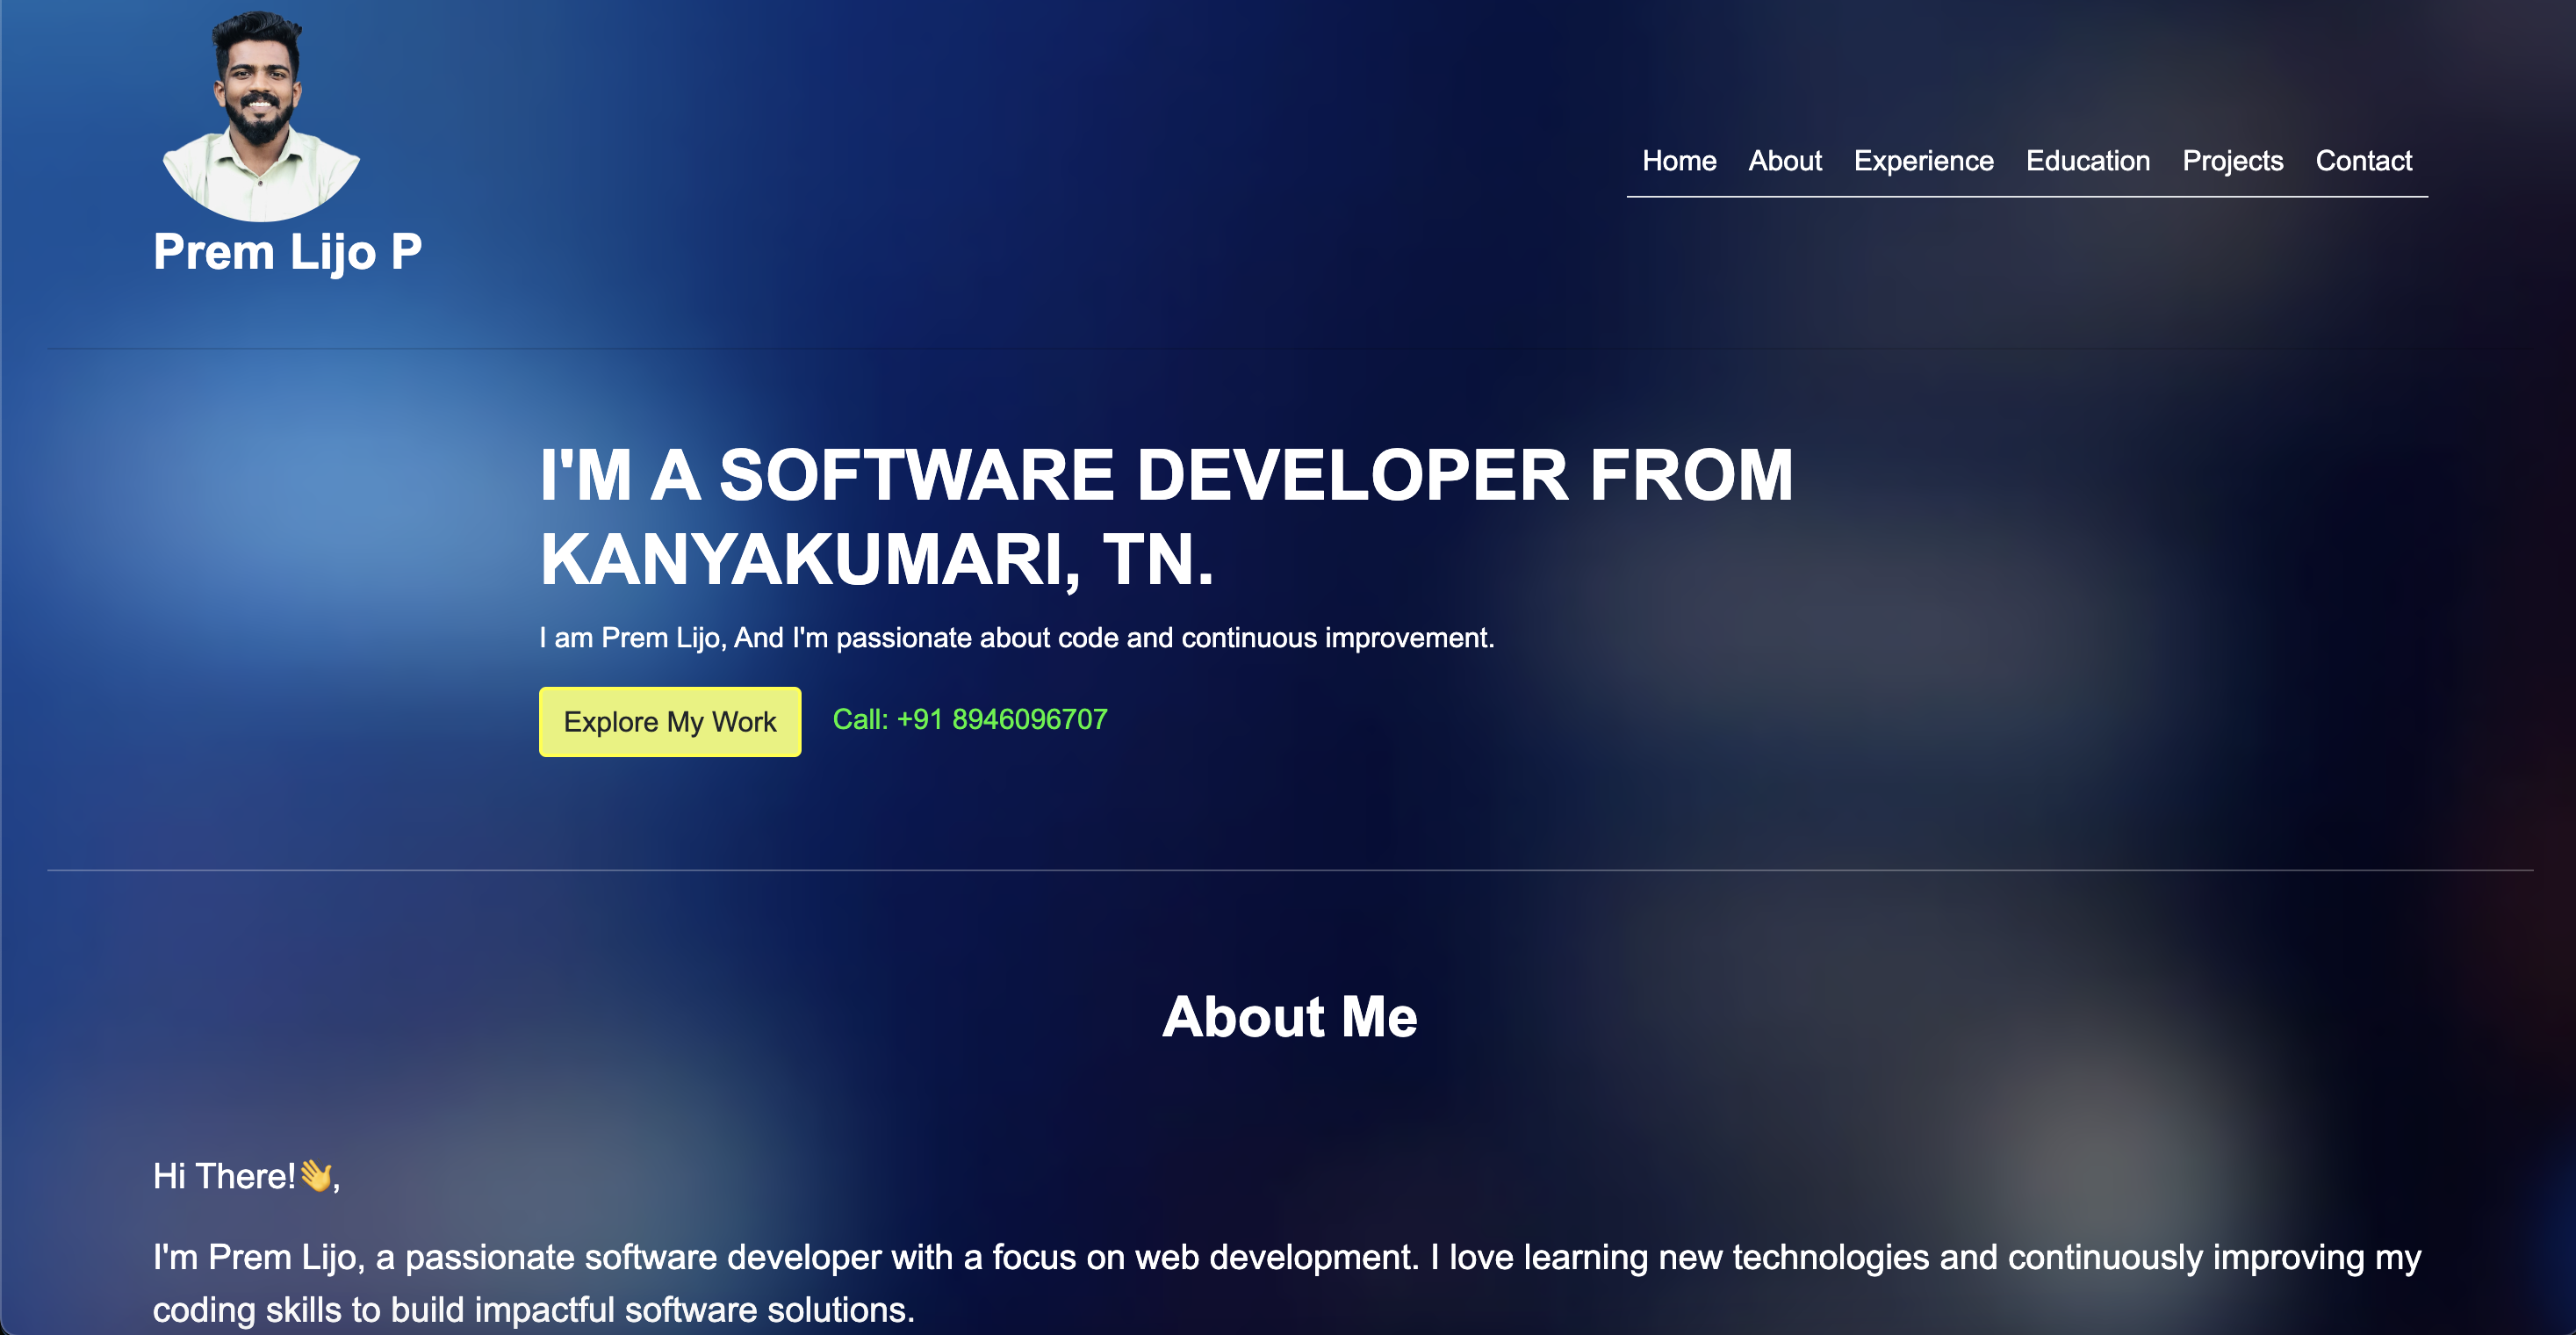 Prem Lijo P
Home About Experience Education Projects Contact
I'M A SOFTWARE DEVELOPER FROM
KANYAKUMARI, TN.
I am Prem Lijo, And I'm passionate about code and continuous improvement.
Explore My Work Call: +91 8946096707
About Me
Hi There!👋,
I'm Prem Lijo, a passionate software developer with a focus on web development. I love learning new technologies and continuously improving my
coding skills to build impactful software solutions.